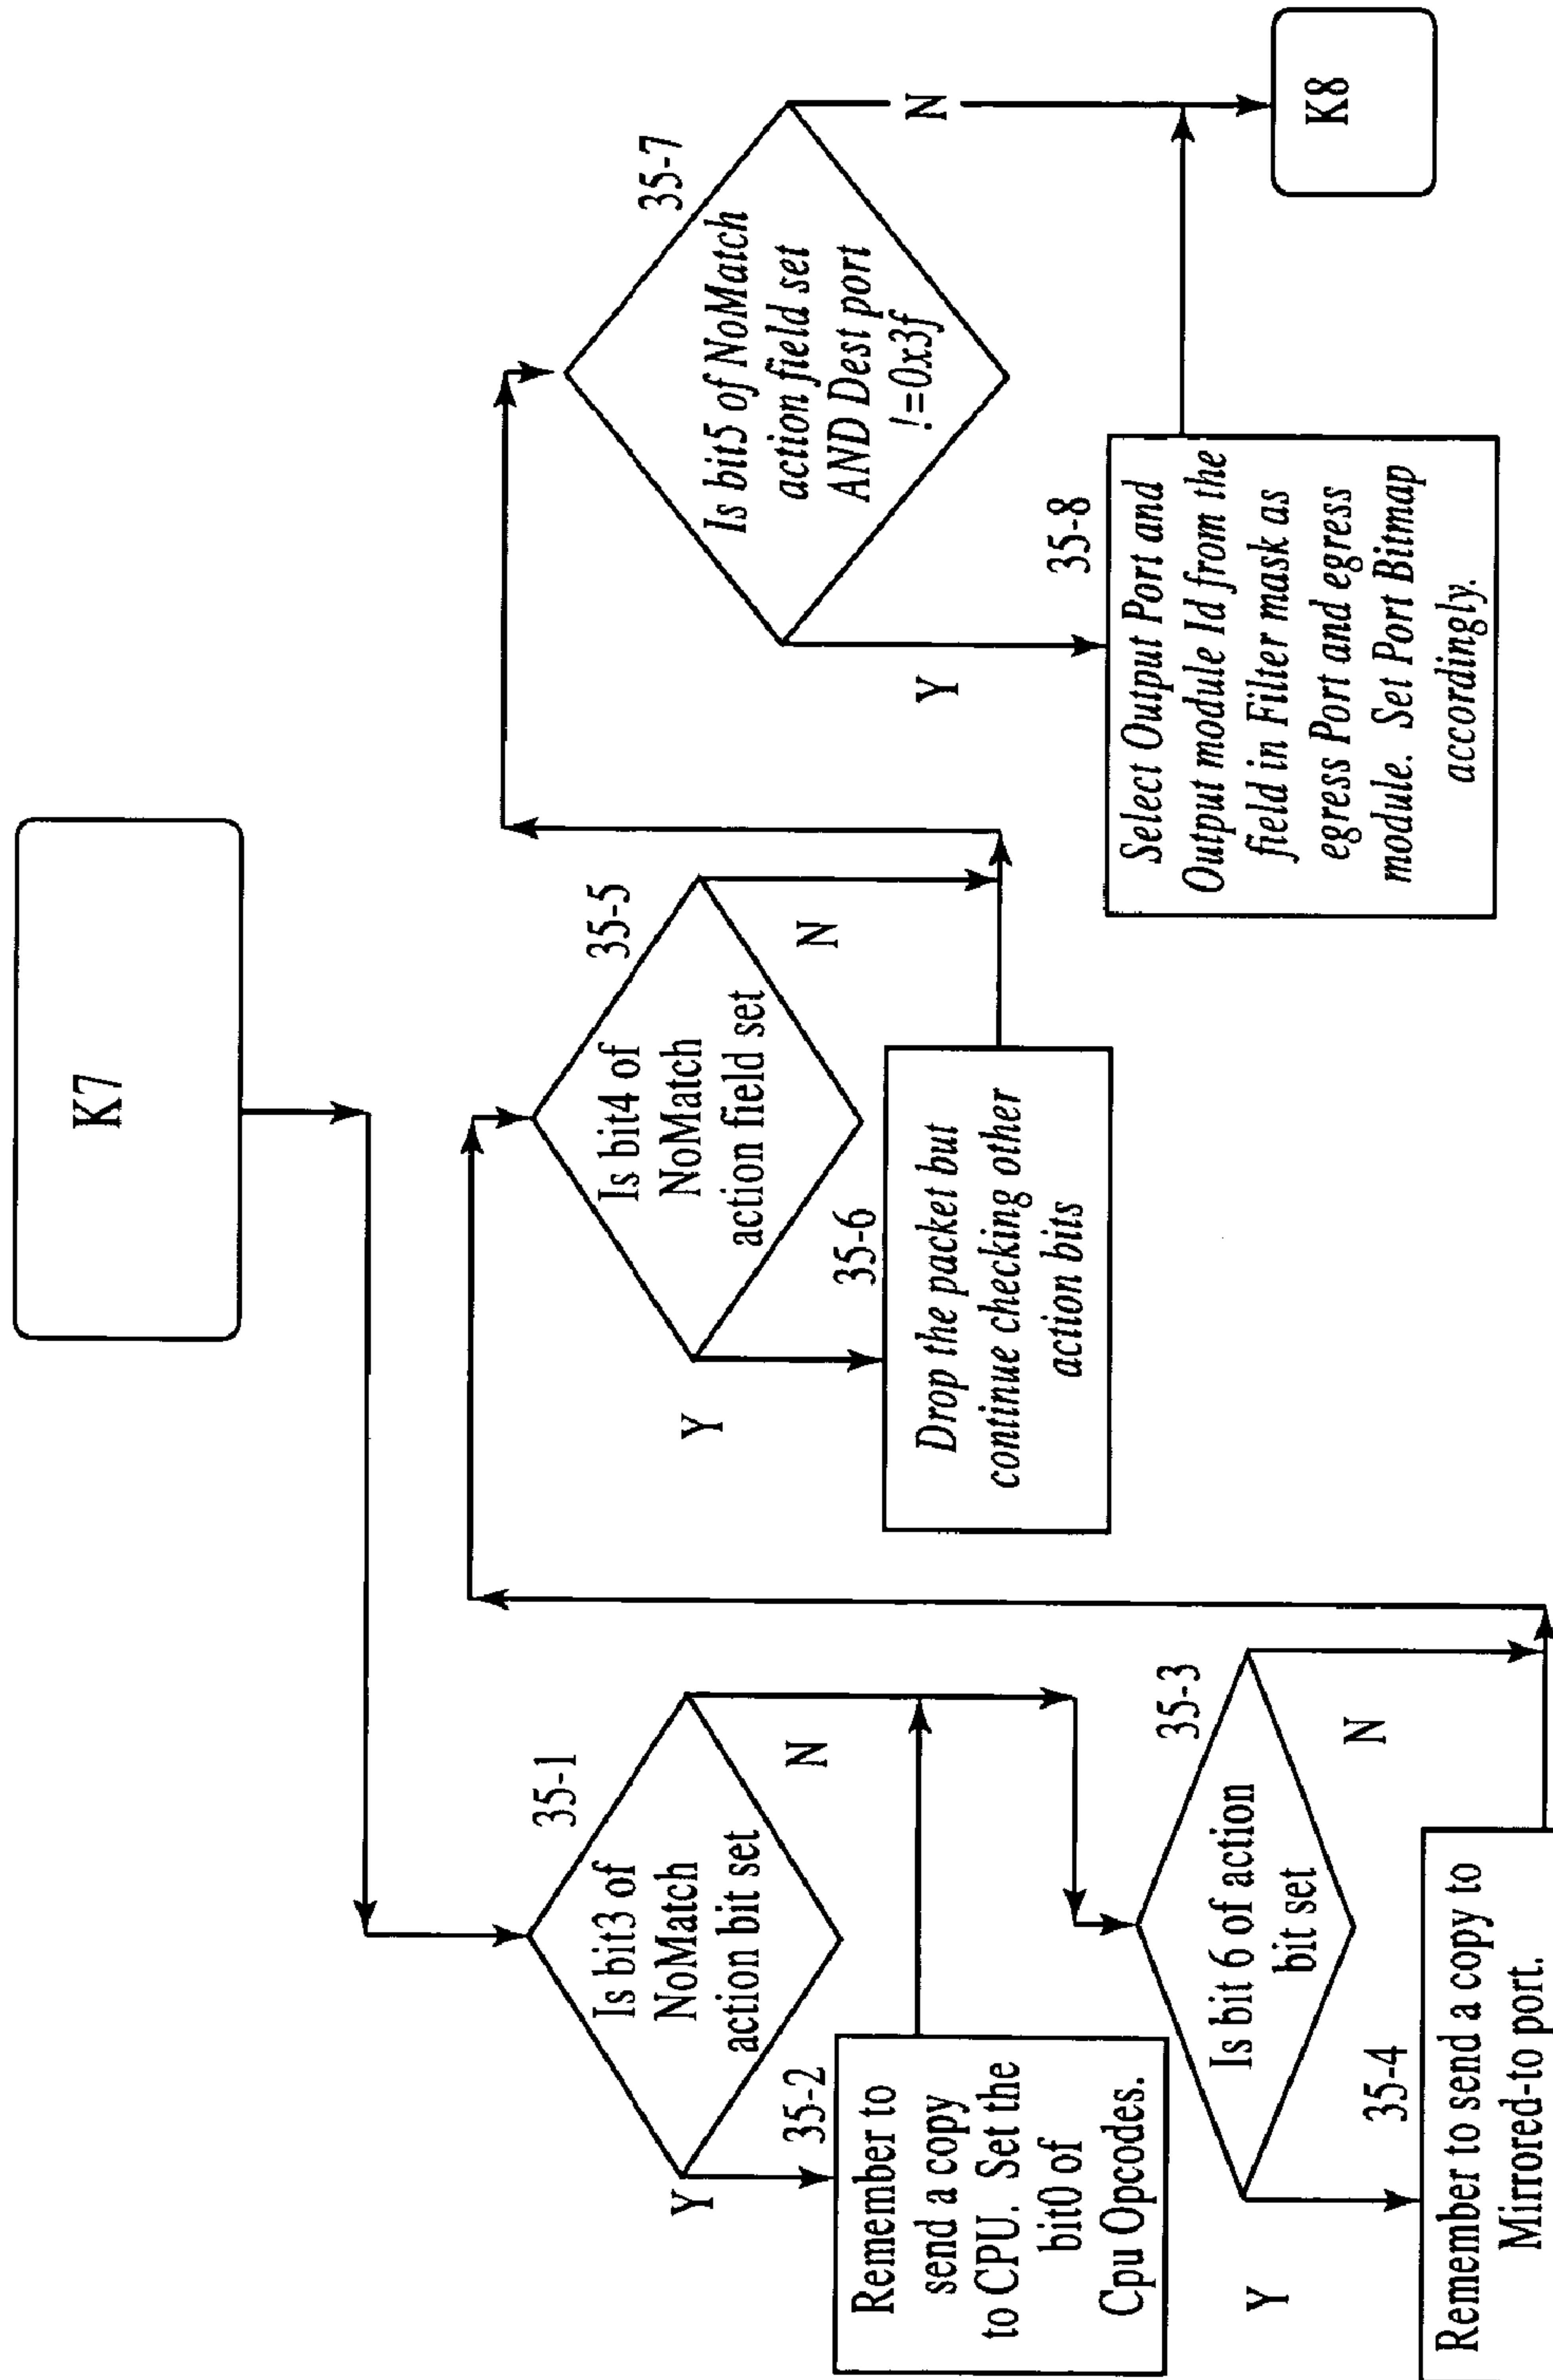 K7
35-1
Is bit3 of
NoMatch
action bit set
Y
N
35-2
Remember to
send a copy
to CPU. Set the
bit0 of
Cpu Opcodes.
35-3
Is bit 6 of action
bit set
Y
N
35-4
Remember to send a copy to
Mirrored-to port.
35-5
Is bit4 of
NoMatch
action field set
Y
N
35-6
Drop the packet but
continue checking other
action bits
35-7
Is bit5 of NoMatch
action field set
AND Dest port
!=0x3f
Y
N
35-8
Select Output Port and
Output module Id from the
field in Filter mask as
egress Port and egress
module. Set Port Bitmap
accordingly.
K8